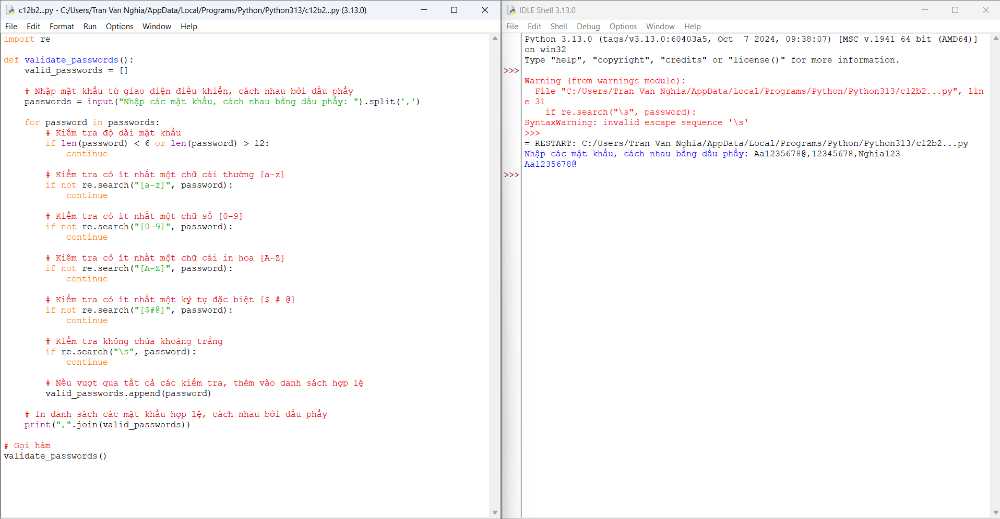 c12b2...py - C:/Users/Tran Van Nghia/AppData/Local/Programs/Python/Python313/c12b2...py (3.13.0)
File Edit Format Run Options Window Help
import re
def validate_passwords():
    valid_passwords = []
    # Nhập mật khẩu từ giao diện điều khiển, cách nhau bởi dấu phẩy
    passwords = input("Nhập các mật khẩu, cách nhau bằng dấu phẩy: ").split(',')
    for password in passwords:
        # Kiểm tra độ dài mật khẩu
        if len(password) < 6 or len(password) > 12:
            continue
        # Kiểm tra có ít nhất một chữ cái thường [a-z]
        if not re.search("[a-z]", password):
            continue
        # Kiểm tra có ít nhất một chữ số [0-9]
        if not re.search("[0-9]", password):
            continue
        # Kiểm tra có ít nhất một chữ cái in hoa [A-Z]
        if not re.search("[A-Z]", password):
            continue
        # Kiểm tra có ít nhất một ký tự đặc biệt [$ # @]
        if not re.search("[$#@]", password):
            continue
        # Kiểm tra không chứa khoảng trắng
        if re.search("\s", password):
            continue
        # Nếu vượt qua tất cả các kiểm tra, thêm vào danh sách hợp lệ
        valid_passwords.append(password)
    # In danh sách các mật khẩu hợp lệ, cách nhau bởi dấu phẩy
    print(",".join(valid_passwords))
# Gọi hàm
validate_passwords()
IDLE Shell 3.13.0
File Edit Shell Debug Options Window Help
Python 3.13.0 (tags/v3.13.0:60403a5, Oct  7 2024, 09:38:07) [MSC v.1941 64 bit (AMD64)]
on win32
Type "help", "copyright", "credits" or "license()" for more information.
>>>
Warning (from warnings module):
  File "C:/Users/Tran Van Nghia/AppData/Local/Programs/Python/Python313/c12b2...py", lin
e 31
    if re.search("\s", password):
SyntaxWarning: invalid escape sequence '\s'
>>>
= RESTART: C:/Users/Tran Van Nghia/AppData/Local/Programs/Python/Python313/c12b2...py
Nhập các mật khẩu, cách nhau bằng dấu phẩy: Aa1235678@,12345678,Nghia123
Aa1235678@
>>>